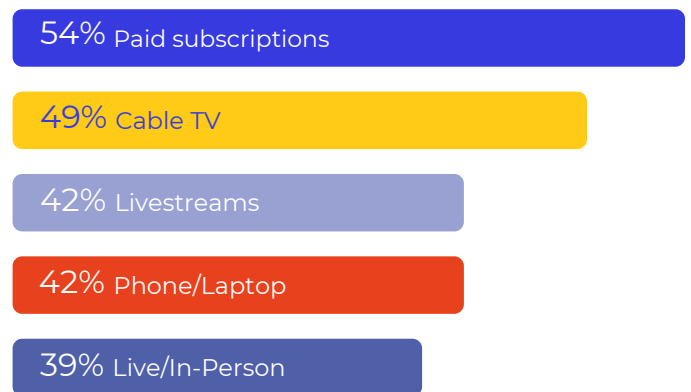 54% Paid subscriptions
49% Cable TV
42% Livestreams
42% Phone/Laptop
39% Live/In-Person